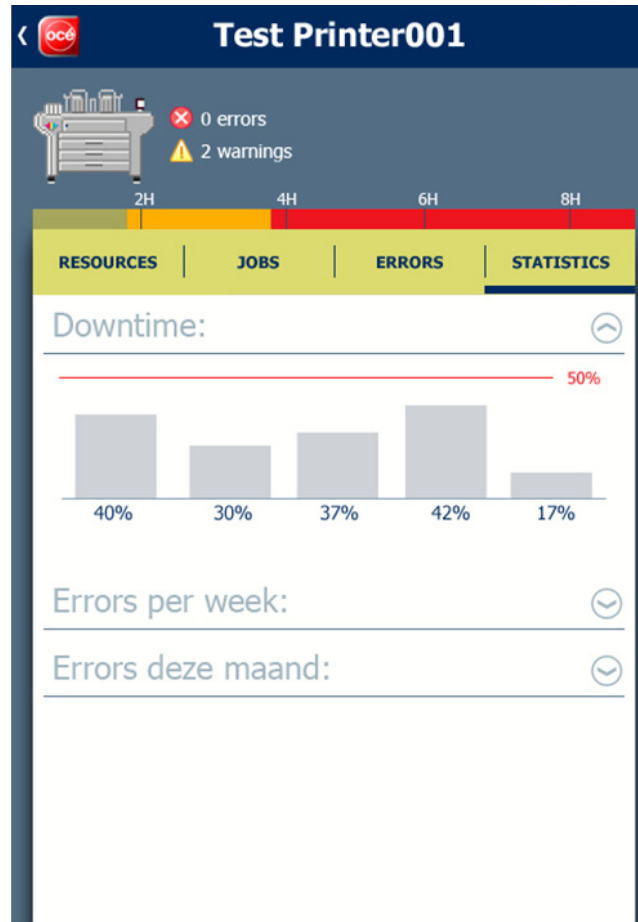 océ
Test Printer001
0 errors
2 warnings
2H 4H 6H 8H
RESOURCES JOBS ERRORS STATISTICS
Downtime:
50%
40% 30% 37% 42% 17%
Errors per week:
Errors deze maand: